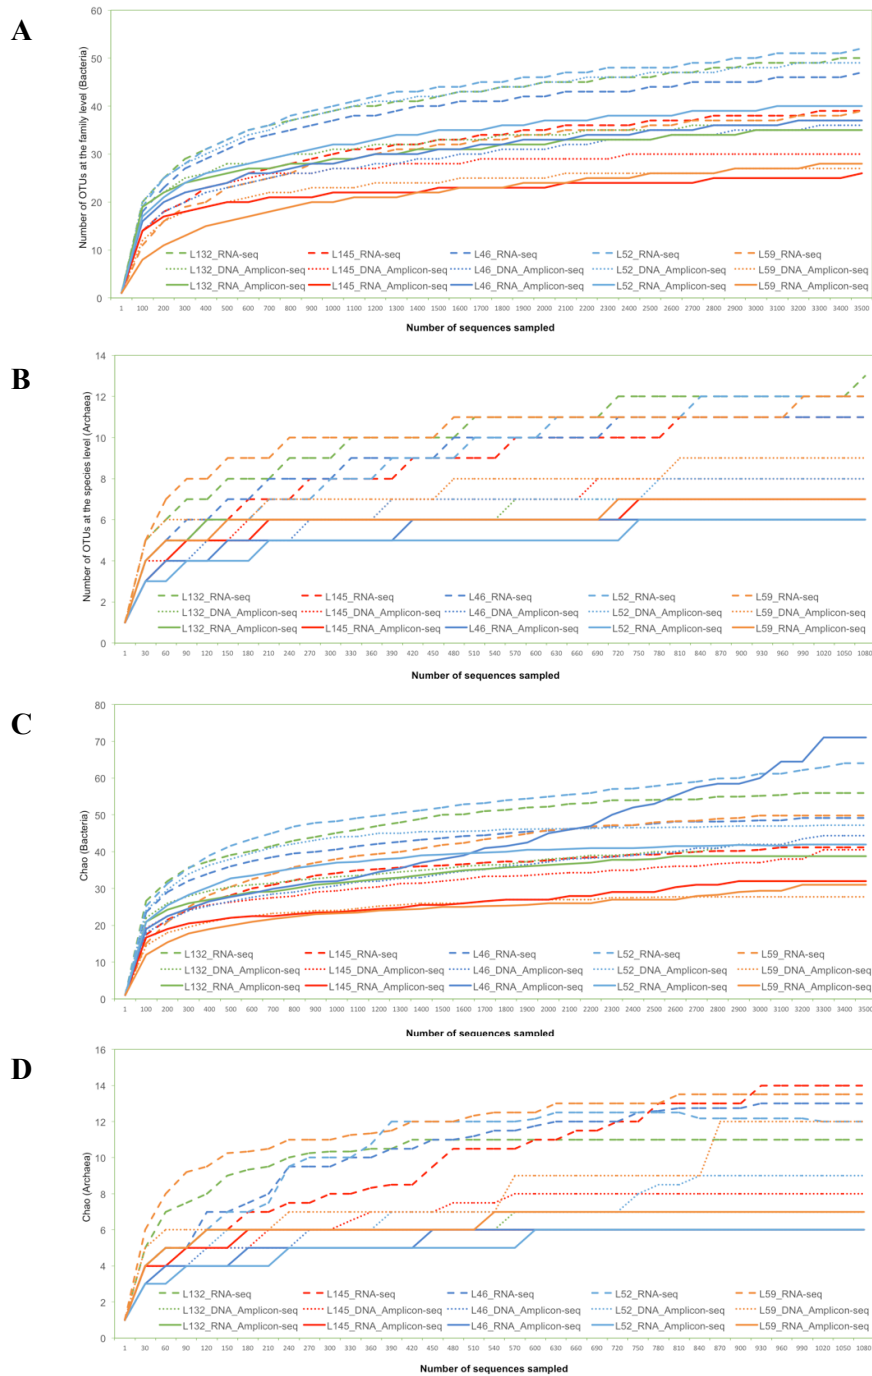 A
Number of OTUs at the family level (Bacteria)
60
50
40
30
20
10
0
L132_RNA-seq L145_RNA-seq L46_RNA-seq L52_RNA-seq L59_RNA-seq
L132_DNA_Amplicon-seq L145_DNA_Amplicon-seq L46_DNA_Amplicon-seq L52_DNA_Amplicon-seq L59_DNA_Amplicon-seq
L132_RNA_Amplicon-seq L145_RNA_Amplicon-seq L46_RNA_Amplicon-seq L52_RNA_Amplicon-seq L59_RNA_Amplicon-seq
1 100 200 300 400 500 600 700 800 900 1000 1100 1200 1300 1400 1500 1600 1700 1800 1900 2000 2100 2200 2300 2400 2500 2600 2700 2800 2900 3000 3100 3200 3300 3400 3500
Number of sequences sampled
B
Number of OTUs at the species level (Archaea)
14
12
10
8
6
4
2
0
L132_RNA-seq L145_RNA-seq L46_RNA-seq L52_RNA-seq L59_RNA-seq
L132_DNA_Amplicon-seq L145_DNA_Amplicon-seq L46_DNA_Amplicon-seq L52_DNA_Amplicon-seq L59_DNA_Amplicon-seq
L132_RNA_Amplicon-seq L145_RNA_Amplicon-seq L46_RNA_Amplicon-seq L52_RNA_Amplicon-seq L59_RNA_Amplicon-seq
1 30 60 90 120 150 180 210 240 270 300 330 360 390 420 450 480 510 540 570 600 630 660 690 720 750 780 810 840 870 900 930 960 990 1020 1050 1080
Number of sequences sampled
C
Chao (Bacteria)
80
70
60
50
40
30
20
10
0
L132_RNA-seq L145_RNA-seq L46_RNA-seq L52_RNA-seq L59_RNA-seq
L132_DNA_Amplicon-seq L145_DNA_Amplicon-seq L46_DNA_Amplicon-seq L52_DNA_Amplicon-seq L59_DNA_Amplicon-seq
L132_RNA_Amplicon-seq L145_RNA_Amplicon-seq L46_RNA_Amplicon-seq L52_RNA_Amplicon-seq L59_RNA_Amplicon-seq
1 100 200 300 400 500 600 700 800 900 1000 1100 1200 1300 1400 1500 1600 1700 1800 1900 2000 2100 2200 2300 2400 2500 2600 2700 2800 2900 3000 3100 3200 3300 3400 3500
Number of sequences sampled
D
Chao (Archaea)
16
14
12
10
8
6
4
2
0
L132_RNA-seq L145_RNA-seq L46_RNA-seq L52_RNA-seq L59_RNA-seq
L132_DNA_Amplicon-seq L145_DNA_Amplicon-seq L46_DNA_Amplicon-seq L52_DNA_Amplicon-seq L59_DNA_Amplicon-seq
L132_RNA_Amplicon-seq L145_RNA_Amplicon-seq L46_RNA_Amplicon-seq L52_RNA_Amplicon-seq L59_RNA_Amplicon-seq
1 30 60 90 120 150 180 210 240 270 300 330 360 390 420 450 480 510 540 570 600 630 660 690 720 750 780 810 840 870 900 930 960 990 1020 1050 1080
Number of sequences sampled